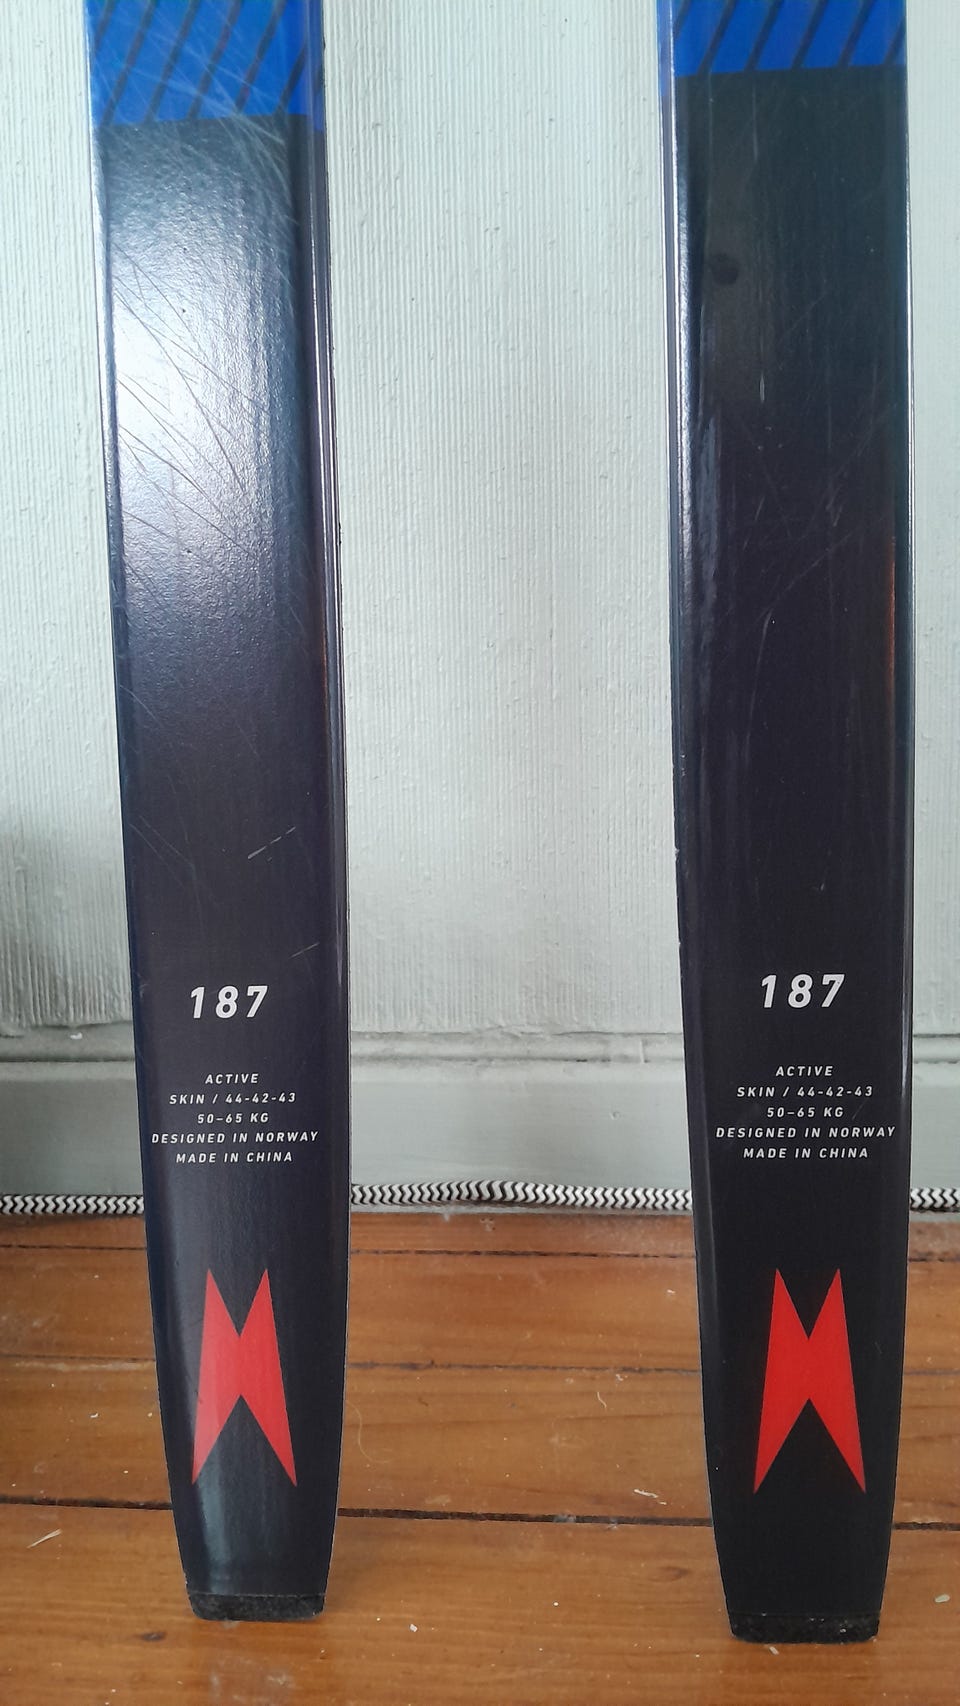 187
ACTIVE
SKIN / 44-42-43
50-65 KG
DESIGNED IN NORWAY
MADE IN CHINA
187
ACTIVE
SKIN / 44-42-43
50-65 KG
DESIGNED IN NORWAY
MADE IN CHINA